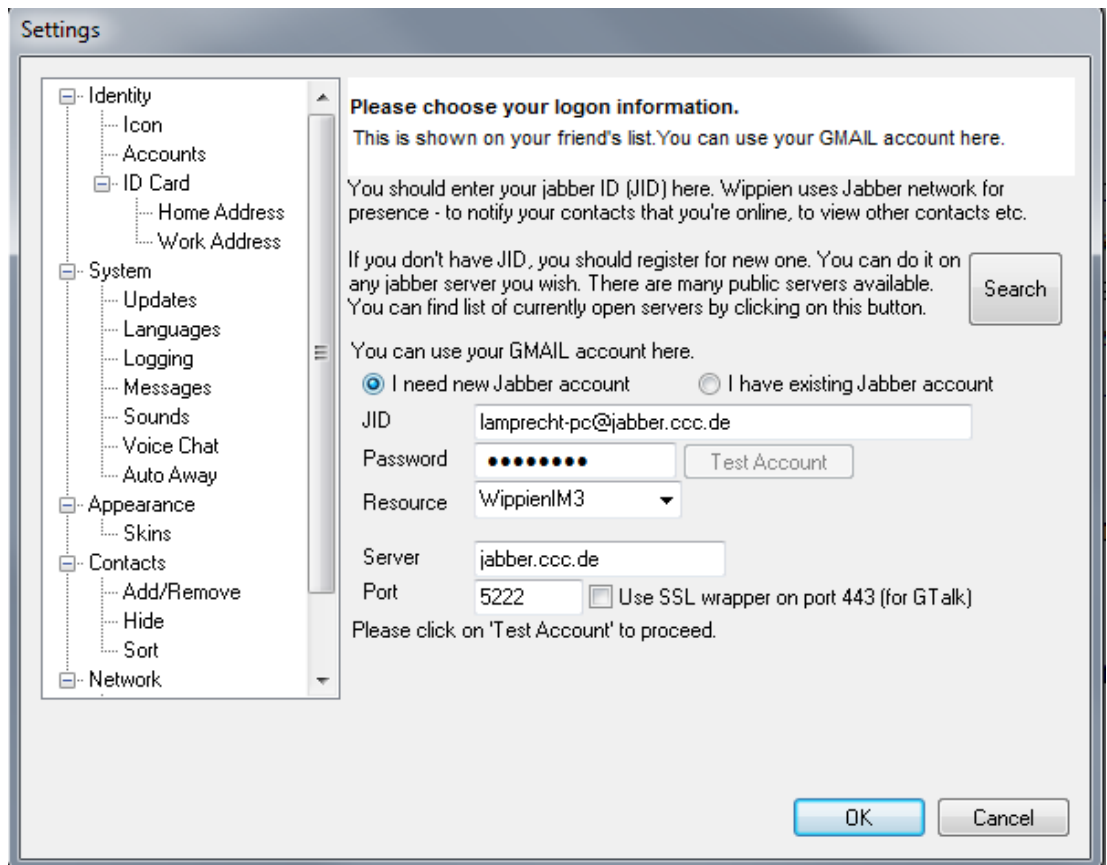 Settings
Identity
Icon
Accounts
ID Card
Home Address
Work Address
System
Updates
Languages
Logging
Messages
Sounds
Voice Chat
Auto Away
Appearance
Skins
Contacts
Add/Remove
Hide
Sort
Network
Please choose your logon information.
This is shown on your friend's list.You can use your GMAIL account here.
You should enter your jabber ID (JID) here. Wippien uses Jabber network for
presence - to notify your contacts that you're online, to view other contacts etc.
If you don't have JID, you should register for new one. You can do it on
any jabber server you wish. There are many public servers available.
You can find list of currently open servers by clicking on this button.
Search
You can use your GMAIL account here.
I need new Jabber account I have existing Jabber account
JID lamprecht-pc@jabber.ccc.de
Password ●●●●●●●● Test Account
Resource WippienIM3
Server jabber.ccc.de
Port 5222 Use SSL wrapper on port 443 (for GTalk)
Please click on 'Test Account' to proceed.
OK Cancel